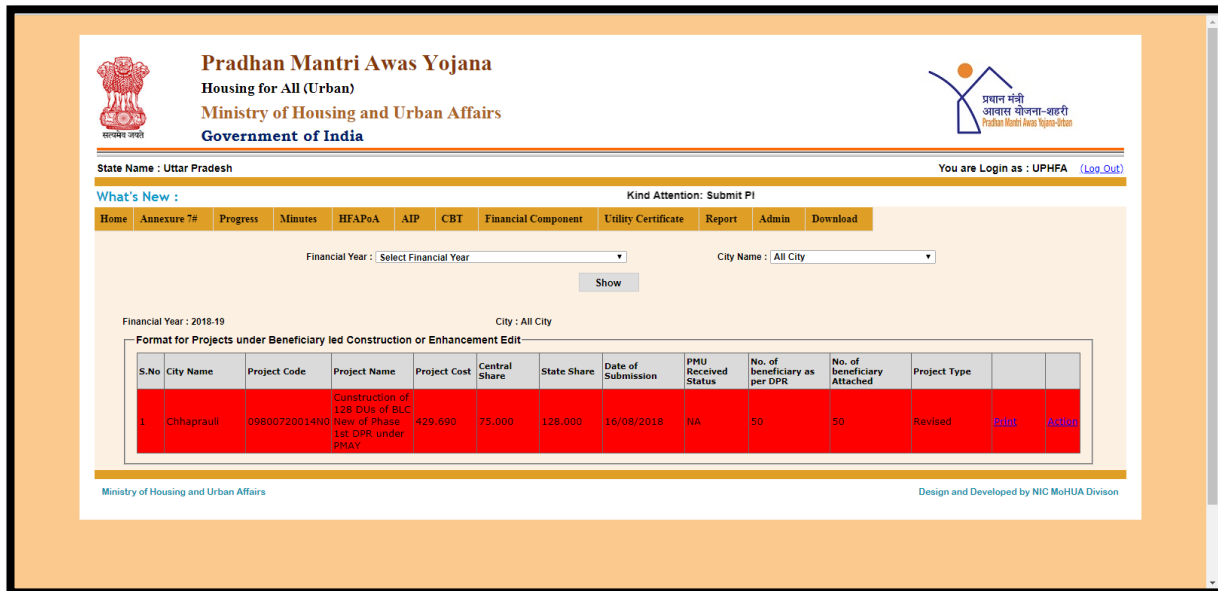 Pradhan Mantri Awas Yojana
Housing for All (Urban)
Ministry of Housing and Urban Affairs
Government of India
सत्यमेव जयते
प्रधान मंत्री
आवास योजना-शहरी
Pradhan Mantri Awas Yojana-Urban
State Name : Uttar Pradesh You are Login as : UPHFA (Log Out)
What's New : Kind Attention: Submit PI
Home Annexure 7# Progress Minutes HFAPoA AIP CBT Financial Component Utility Certificate Report Admin Download
Financial Year : Select Financial Year City Name : All City
Show
Financial Year : 2018-19 City : All City
Format for Projects under Beneficiary led Construction or Enhancement Edit
S.No City Name Project Code Project Name Project Cost Central Share State Share Date of Submission PMU Received Status No. of beneficiary as per DPR No. of beneficiary Attached Project Type
1 Chhaprauli 09800720014N0 Construction of 128 DUs of BLC New of Phase 1st DPR under PMAY 429.690 75.000 128.000 16/08/2018 NA 50 50 Revised Print Action
Ministry of Housing and Urban Affairs Design and Developed by NIC MoHUA Divison